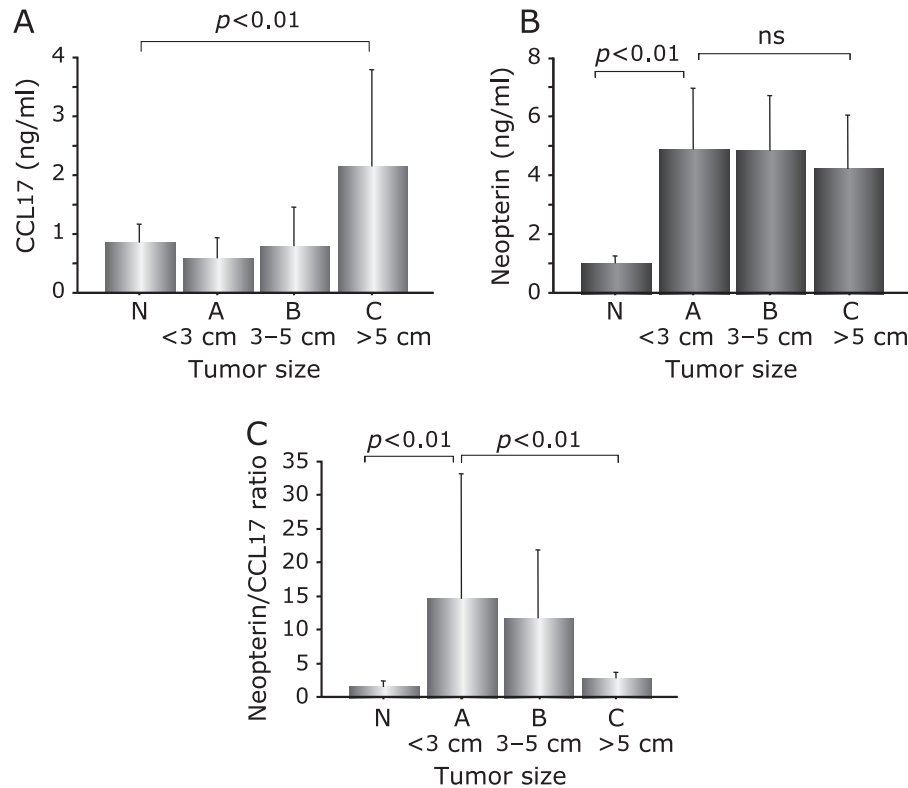 A
p<0.01
CCL17 (ng/ml)
4
3
2
1
0
N A B C
<3 cm 3–5 cm >5 cm
Tumor size
B
p<0.01
ns
Neopterin (ng/ml)
8
6
4
2
0
N A B C
<3 cm 3–5 cm >5 cm
Tumor size
C
p<0.01
p<0.01
Neopterin/CCL17 ratio
35
30
25
20
15
10
5
0
N A B C
<3 cm 3–5 cm >5 cm
Tumor size